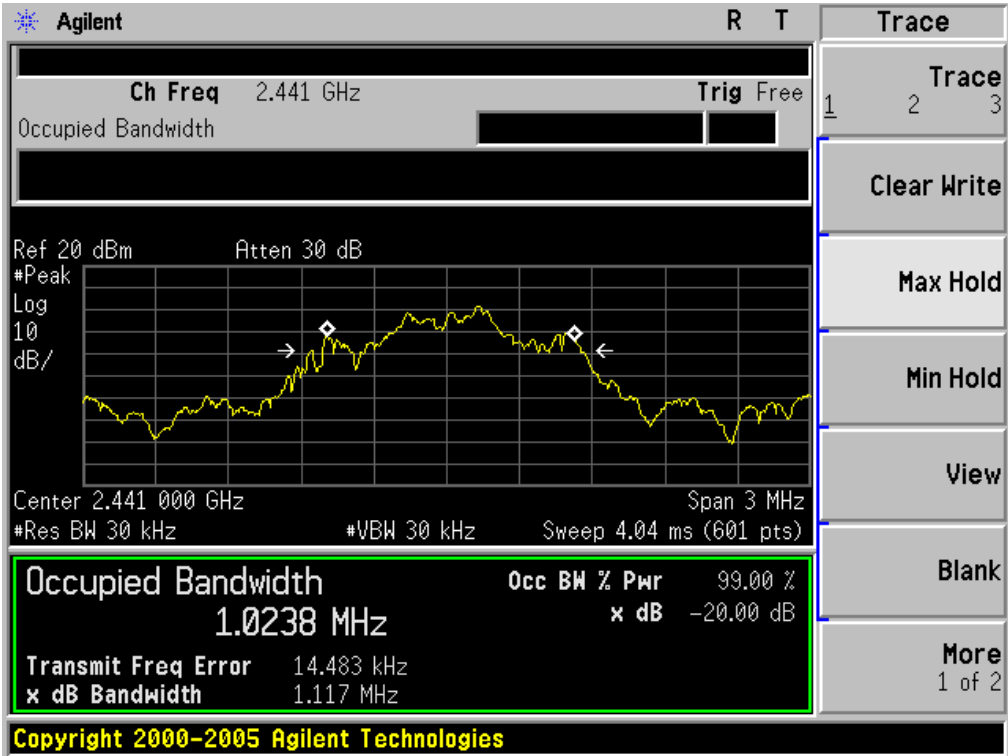 Agilent R T Trace
Ch Freq 2.441 GHz Trig Free
Occupied Bandwidth
Trace
1 2 3
Clear Write
Max Hold
Min Hold
View
Blank
More
1 of 2
Ref 20 dBm Atten 30 dB
#Peak
Log
10
dB/
Center 2.441 000 GHz Span 3 MHz
#Res BW 30 kHz #VBW 30 kHz Sweep 4.04 ms (601 pts)
Occupied Bandwidth Occ BW % Pwr 99.00 %
1.0238 MHz x dB -20.00 dB
Transmit Freq Error 14.483 kHz
x dB Bandwidth 1.117 MHz
Copyright 2000-2005 Agilent Technologies